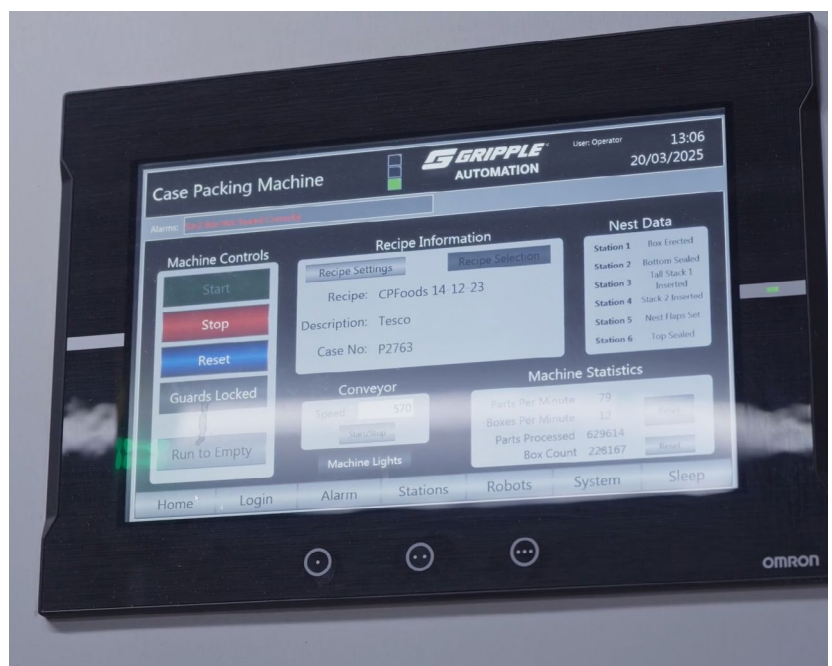 Case Packing Machine
GRIPPLE
AUTOMATION
User: Operator
13:06
20/03/2025
Alarms:
Machine Controls
Start
Stop
Reset
Guards Locked
Run to Empty
Recipe Information
Recipe Settings
Recipe Selection
Recipe: CPFoods 14-12-23
Description: Tesco
Case No: P2763
Conveyor
Speed: 570
Start/Stop
Machine Lights
Nest Data
Station 1 Box Erected
Station 2 Bottom Sealed
Station 3 Tall Stack 1 Inserted
Station 4 Stack 2 Inserted
Station 5 Nest Flaps Set
Station 6 Top Sealed
Machine Statistics
Parts Per Minute 79
Boxes Per Minute 12
Reset
Parts Processed 629614
Box Count 226167
Reset
Home
Login
Alarm
Stations
Robots
System
Sleep
OMRON